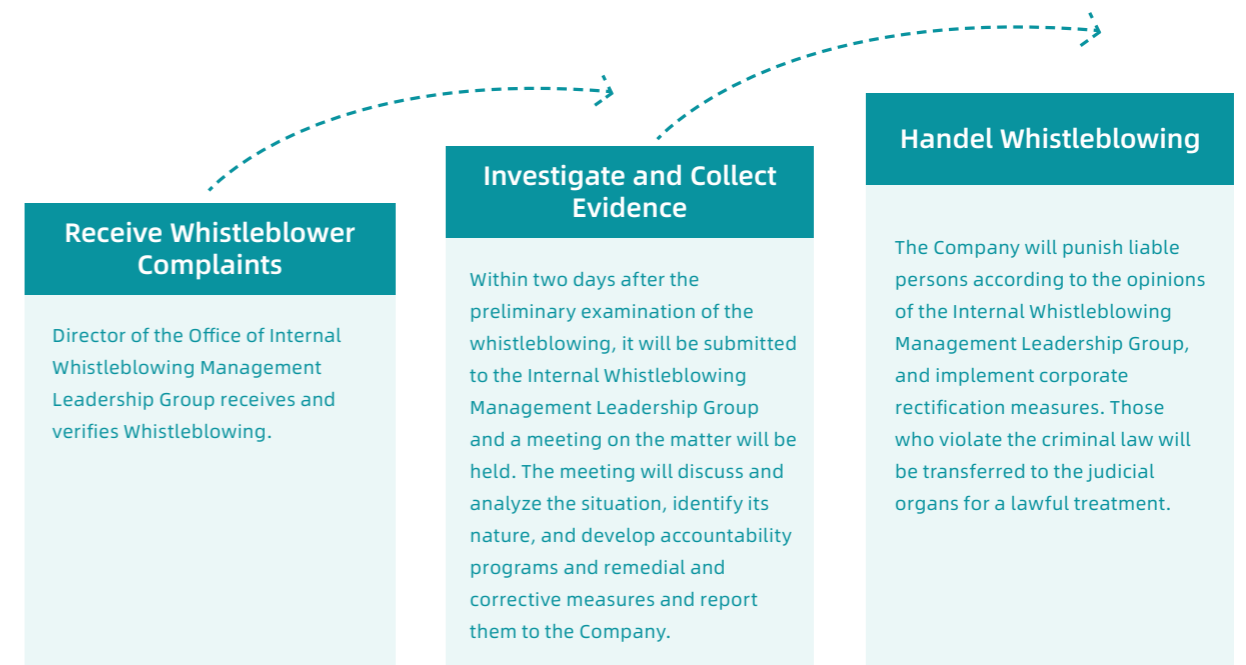 Receive Whistleblower
Complaints
Director of the Office of Internal
Whistleblowing Management
Leadership Group receives and
verifies Whistleblowing.
Investigate and Collect
Evidence
Within two days after the
preliminary examination of the
whistleblowing, it will be submitted
to the Internal Whistleblowing
Management Leadership Group
and a meeting on the matter will be
held. The meeting will discuss and
analyze the situation, identify its
nature, and develop accountability
programs and remedial and
corrective measures and report
them to the Company.
Handel Whistleblowing
The Company will punish liable
persons according to the opinions
of the Internal Whistleblowing
Management Leadership Group,
and implement corporate
rectification measures. Those
who violate the criminal law will
be transferred to the judicial
organs for a lawful treatment.